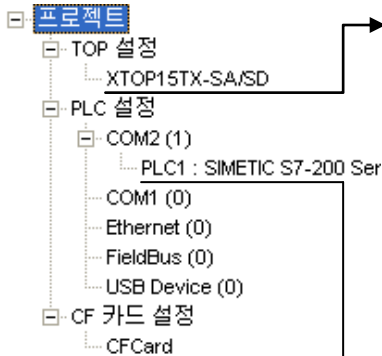 프로젝트
TOP 설정
XTOP15TX-SA/SD
PLC 설정
COM2 (1)
PLC1 : SIMETIC S7-200 Ser
COM1 (0)
Ethernet (0)
FieldBus (0)
USB Device (0)
CF 카드 설정
CFCard